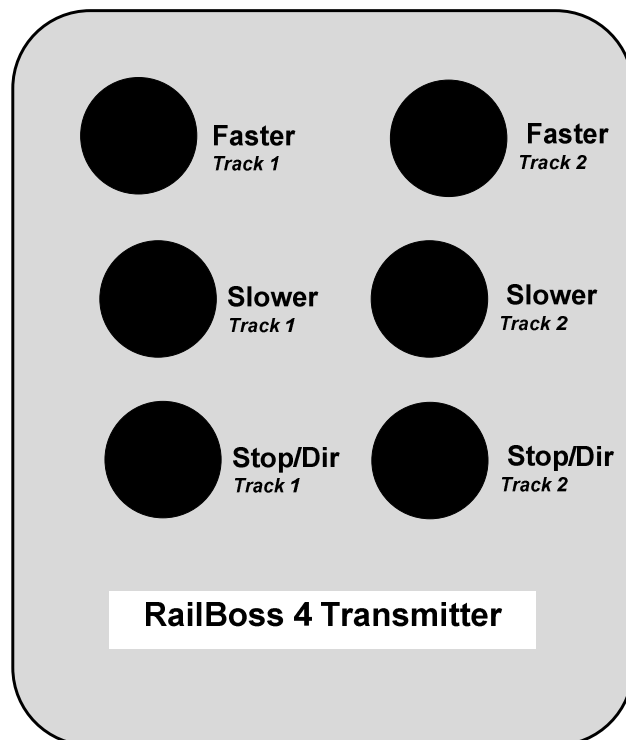 Faster
Track 1
Faster
Track 2
Slower
Track 1
Slower
Track 2
Stop/Dir
Track 1
Stop/Dir
Track 2
RailBoss 4 Transmitter